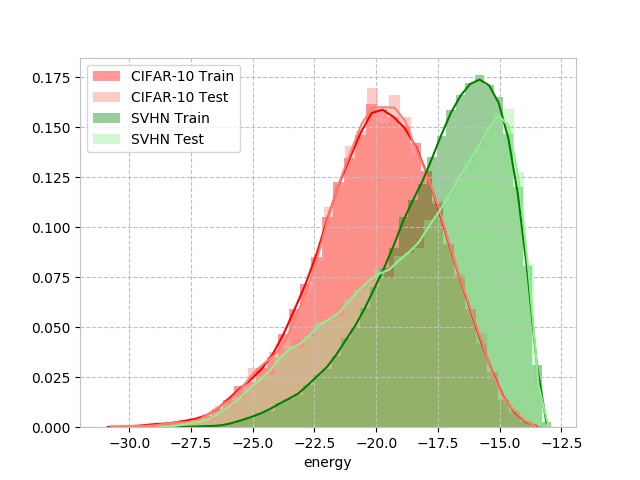 CIFAR-10 Train
CIFAR-10 Test
SVHN Train
SVHN Test
0.175
0.150
0.125
0.100
0.075
0.050
0.025
0.000
−30.0 −27.5 −25.0 −22.5 −20.0 −17.5 −15.0 −12.5
energy